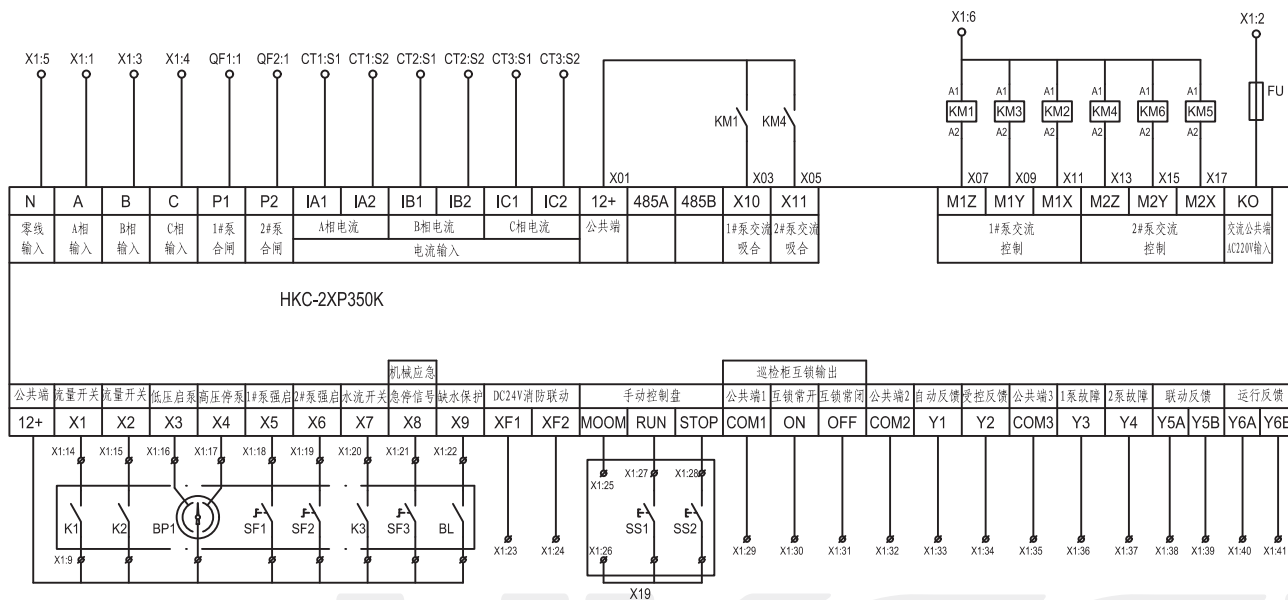 X1:6
X1:2
X1:5 X1:1 X1:3 X1:4 QF1:1 QF2:1 CT1:S1 CT1:S2 CT2:S1 CT2:S2 CT3:S1 CT3:S2
A1 A1 A1 A1 A1 A1
FU
KM1 KM3 KM2 KM4 KM6 KM5
KM1 KM4
A2 A2 A2 A2 A2 A2
X01 X03 X05 X07 X09 X11 X13 X15 X17
N A B C P1 P2 IA1 IA2 IB1 IB2 IC1 IC2 12+ 485A 485B X10 X11 M1Z M1Y M1X M2Z M2Y M2X KO
零线 A相 B相 C相 1#泵 2#泵 A相电流 B相电流 C相电流 公共端 1#泵交流 2#泵交流 1#泵交流 2#泵交流 交流公共端
输入 输入 输入 输入 合闸 合闸 电流输入 吸合 吸合 控制 控制 AC220V输入
HKC-2XP350K
机械应急 巡检柜互锁输出
公共端 流量开关 流量开关 低压启泵 高压停泵 1#泵强启 2#泵强启 水流开关 急停信号 缺水保护 DC24V消防联动 手动控制盘 公共端1 互锁常开 互锁常闭 公共端2 自动反馈 受控反馈 公共端3 1泵故障 2泵故障 联动反馈 运行反馈
12+ X1 X2 X3 X4 X5 X6 X7 X8 X9 XF1 XF2 MOOM RUN STOP COM1 ON OFF COM2 Y1 Y2 COM3 Y3 Y4 Y5A Y5B Y6A Y6B
X1:14 X1:15 X1:16 X1:17 X1:18 X1:19 X1:20 X1:21 X1:22
X1:27 X1:28
X1:25
K1 K2 BP1 SF1 SF2 K3 SF3 BL SS1 SS2
X1:9 X1:23 X1:24 X1:26 X1:29 X1:30 X1:31 X1:32 X1:33 X1:34 X1:35 X1:36 X1:37 X1:38 X1:39 X1:40 X1:41
X19